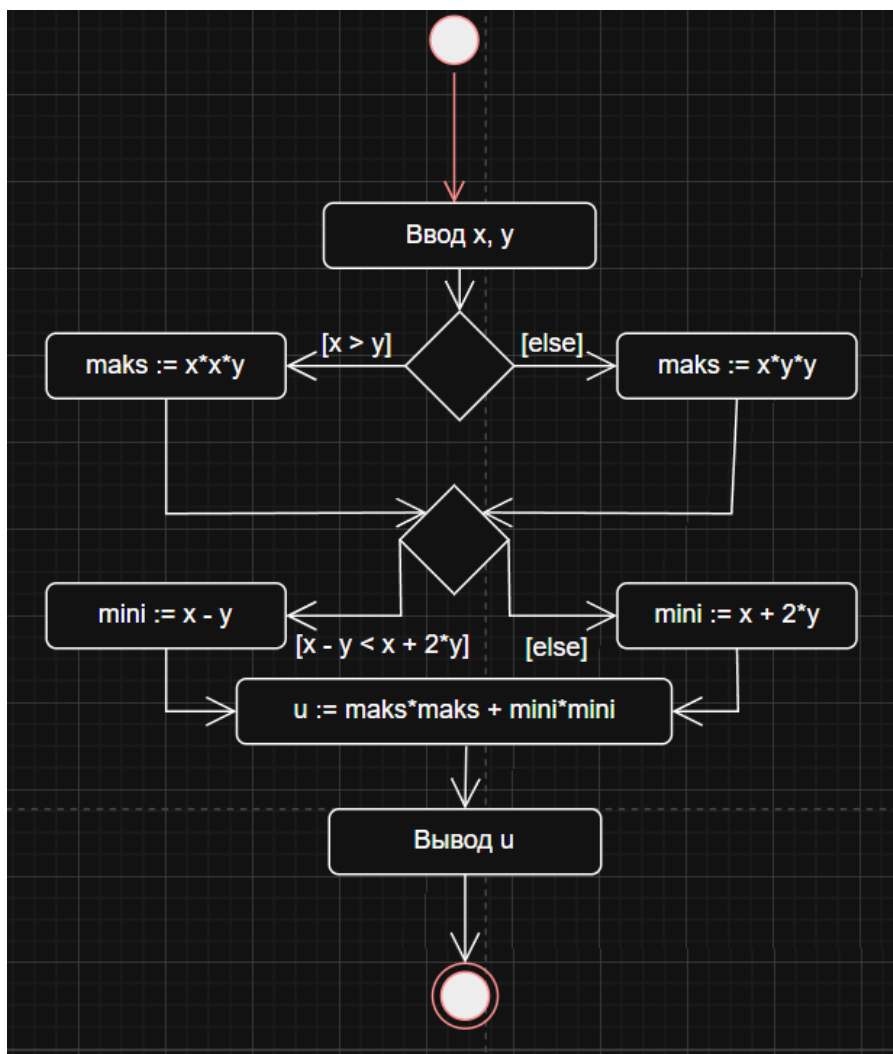 Ввод x, y
[x > y]
[else]
maks := x*x*y
maks := x*y*y
mini := x - y
mini := x + 2*y
[x - y < x + 2*y]
[else]
u := maks*maks + mini*mini
Вывод u